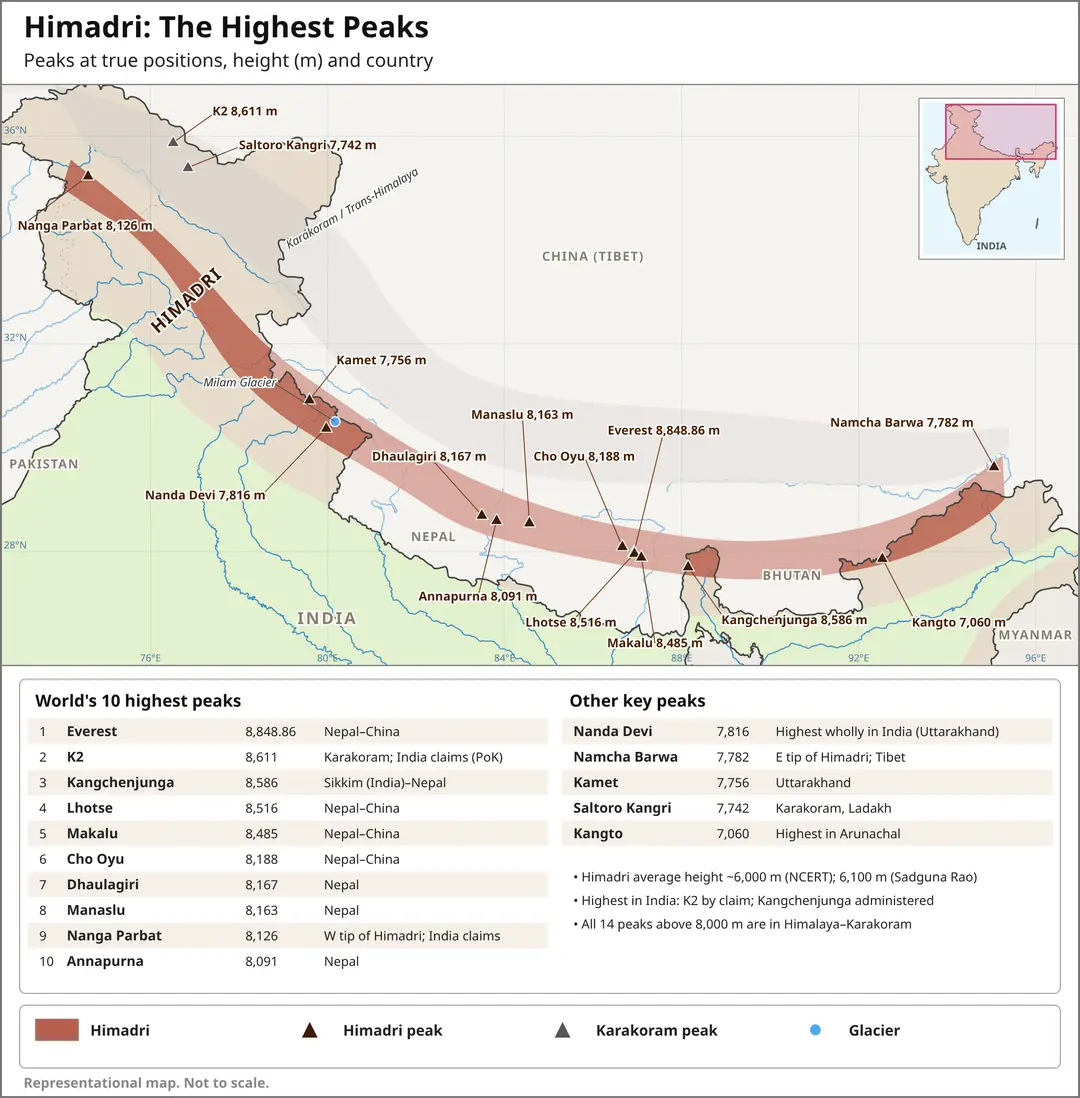 Himadri: The Highest Peaks
Peaks at true positions, height (m) and country
K2 8,611 m
36°N
Saltoro Kangri 7,742 m
Karakoram / Trans-Himalaya
Nanga Parbat 8,126 m
CHINA (TIBET)
INDIA
HIMADRI
32°N
Kamet 7,756 m
Milam Glacier
Manaslu 8,163 m
Namcha Barwa 7,782 m
Everest 8,848.86 m
Dhaulagiri 8,167 m
Cho Oyu 8,188 m
PAKISTAN
Nanda Devi 7,816 m
NEPAL
28°N
BHUTAN
Annapurna 8,091 m
INDIA
Lhotse 8,516 m
Kangchenjunga 8,586 m
Kangto 7,060 m
MYANMAR
Makalu 8,485 m
76°E
80°E
84°E
88°E
92°E
96°E
World's 10 highest peaks
1 Everest 8,848.86 Nepal–China
2 K2 8,611 Karakoram; India claims (PoK)
3 Kangchenjunga 8,586 Sikkim (India)–Nepal
4 Lhotse 8,516 Nepal–China
5 Makalu 8,485 Nepal–China
6 Cho Oyu 8,188 Nepal–China
7 Dhaulagiri 8,167 Nepal
8 Manaslu 8,163 Nepal
9 Nanga Parbat 8,126 W tip of Himadri; India claims
10 Annapurna 8,091 Nepal
Other key peaks
Nanda Devi 7,816 Highest wholly in India (Uttarakhand)
Namcha Barwa 7,782 E tip of Himadri; Tibet
Kamet 7,756 Uttarakhand
Saltoro Kangri 7,742 Karakoram, Ladakh
Kangto 7,060 Highest in Arunachal
• Himadri average height ~6,000 m (NCERT); 6,100 m (Sadguna Rao)
• Highest in India: K2 by claim; Kangchenjunga administered
• All 14 peaks above 8,000 m are in Himalaya–Karakoram
Himadri
Himadri peak
Karakoram peak
Glacier
Representational map. Not to scale.